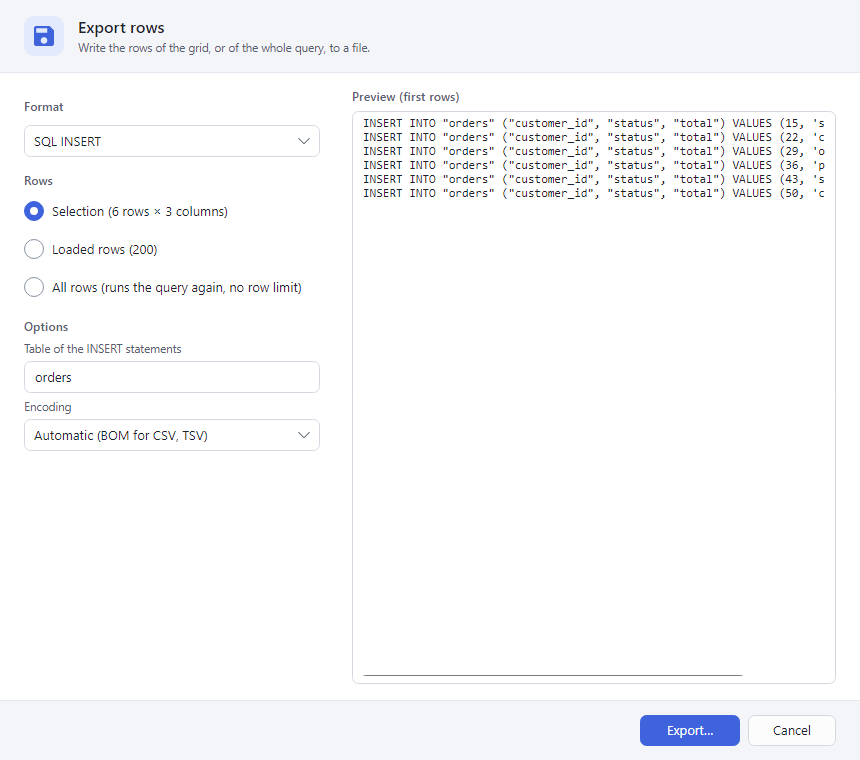 Export rows
Write the rows of the grid, or of the whole query, to a file.
Format
SQL INSERT
Rows
Selection (6 rows × 3 columns)
Loaded rows (200)
All rows (runs the query again, no row limit)
Options
Table of the INSERT statements
orders
Encoding
Automatic (BOM for CSV, TSV)
Preview (first rows)
INSERT INTO "orders" ("customer_id", "status", "total") VALUES (15, 's
INSERT INTO "orders" ("customer_id", "status", "total") VALUES (22, 'c
INSERT INTO "orders" ("customer_id", "status", "total") VALUES (29, 'o
INSERT INTO "orders" ("customer_id", "status", "total") VALUES (36, 'p
INSERT INTO "orders" ("customer_id", "status", "total") VALUES (43, 's
INSERT INTO "orders" ("customer_id", "status", "total") VALUES (50, 'c
Export...
Cancel